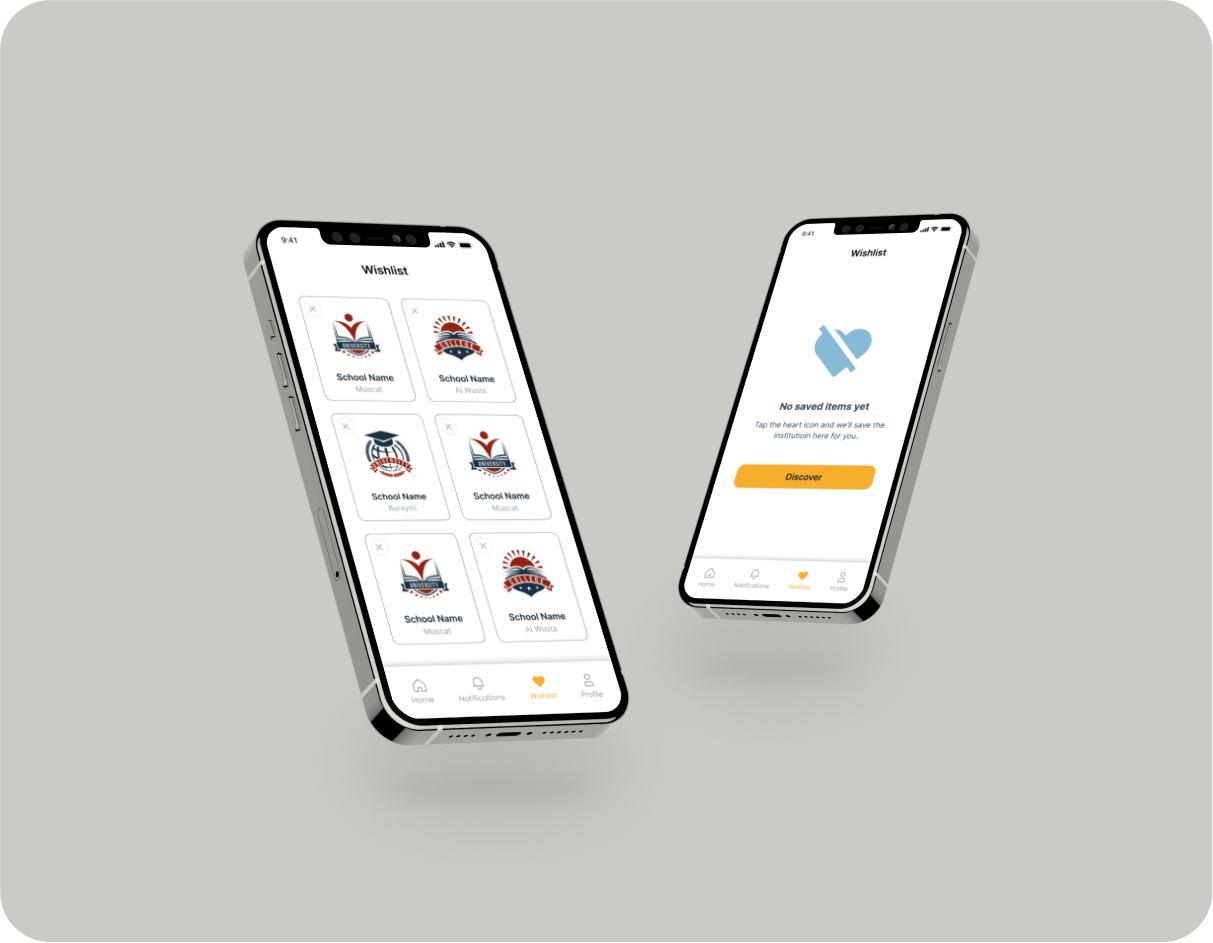 9:41
Wishlist
UNIVERSITY
School Name
Muscat
COLLEGE
School Name
Al Wusta
UNIVERSITY
School Name
Buraymi
UNIVERSITY
School Name
Muscat
UNIVERSITY
School Name
Muscat
COLLEGE
School Name
Al Wusta
Home Notifications Wishlist Profile
9:41
Wishlist
No saved items yet
Tap the heart icon and we'll save the
institutioin here for you.
Discover
Home Notifications Wishlist Profile